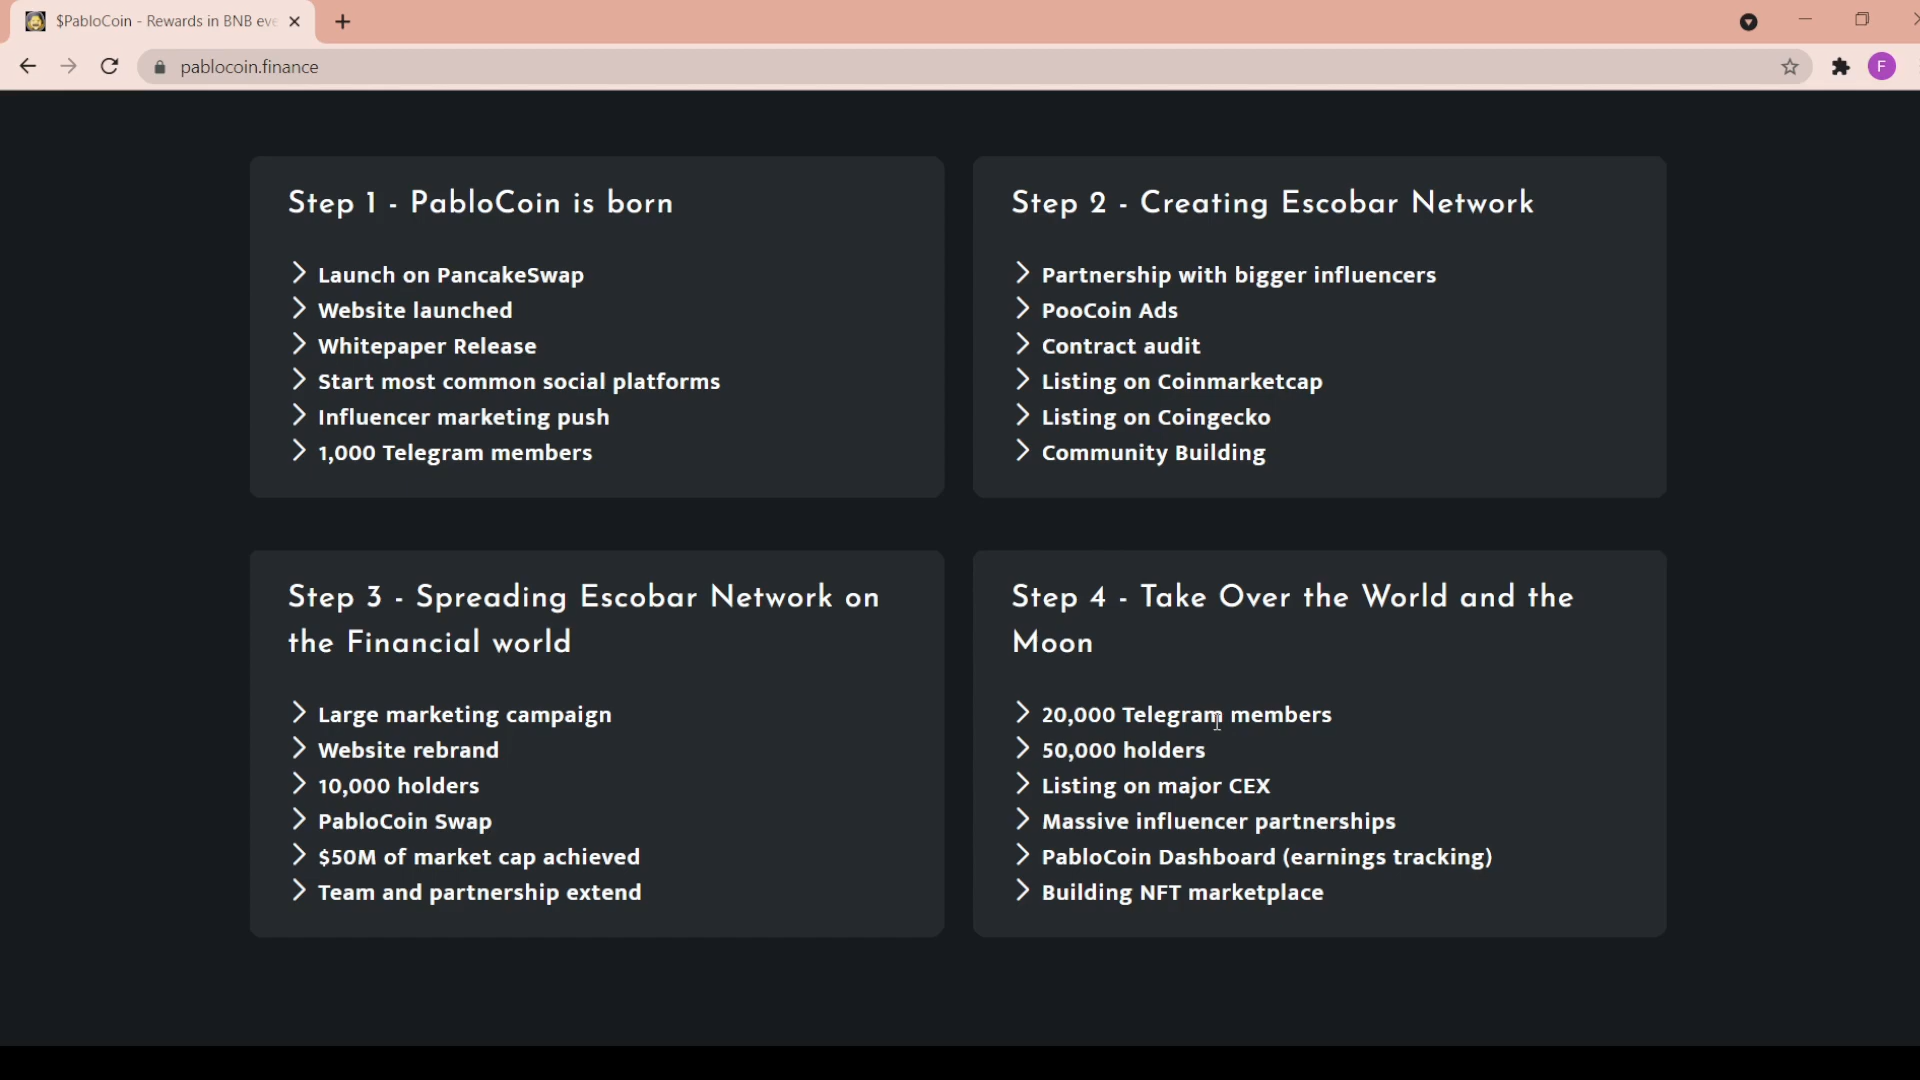 $PabloCoin - Rewards in BNB eve
pablocoin.finance
F
Step 1 - PabloCoin is born
Launch on PancakeSwap
Website launched
Whitepaper Release
Start most common social platforms
Influencer marketing push
1,000 Telegram members
Step 2 - Creating Escobar Network
Partnership with bigger influencers
PooCoin Ads
Contract audit
Listing on Coinmarketcap
Listing on Coingecko
Community Building
Step 3 - Spreading Escobar Network on
the Financial world
Large marketing campaign
Website rebrand
10,000 holders
PabloCoin Swap
$50M of market cap achieved
Team and partnership extend
Step 4 - Take Over the World and the
Moon
20,000 Telegram members
50,000 holders
Listing on major CEX
Massive influencer partnerships
PabloCoin Dashboard (earnings tracking)
Building NFT marketplace